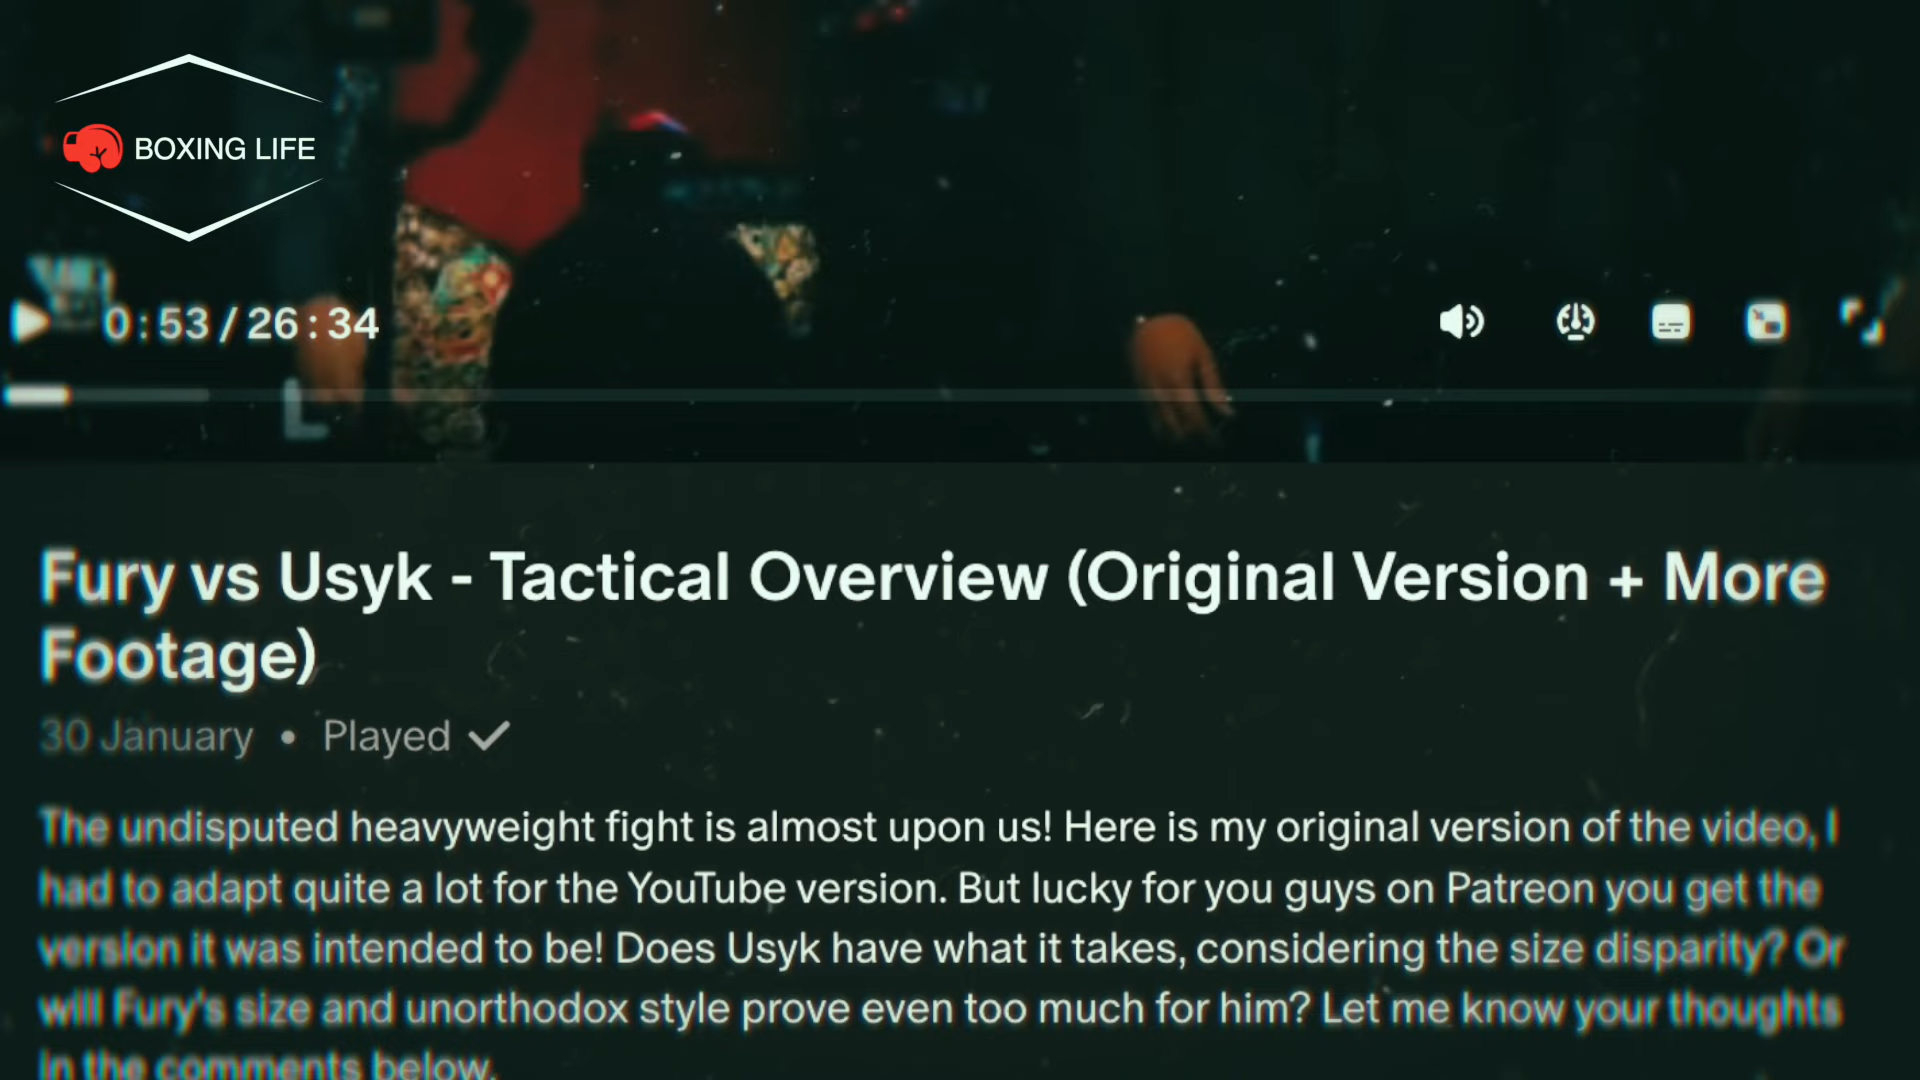 BOXING LIFE
0:53 / 26:34
Fury vs Usyk - Tactical Overview (Original Version + More
Footage)
30 January • Played
The undisputed heavyweight fight is almost upon us! Here is my original version of the video, I
had to adapt quite a lot for the YouTube version. But lucky for you guys on Patreon you get the
version it was intended to be! Does Usyk have what it takes, considering the size disparity? Or
will Fury's size and unorthodox style prove even too much for him? Let me know your thoughts
in the comments below.